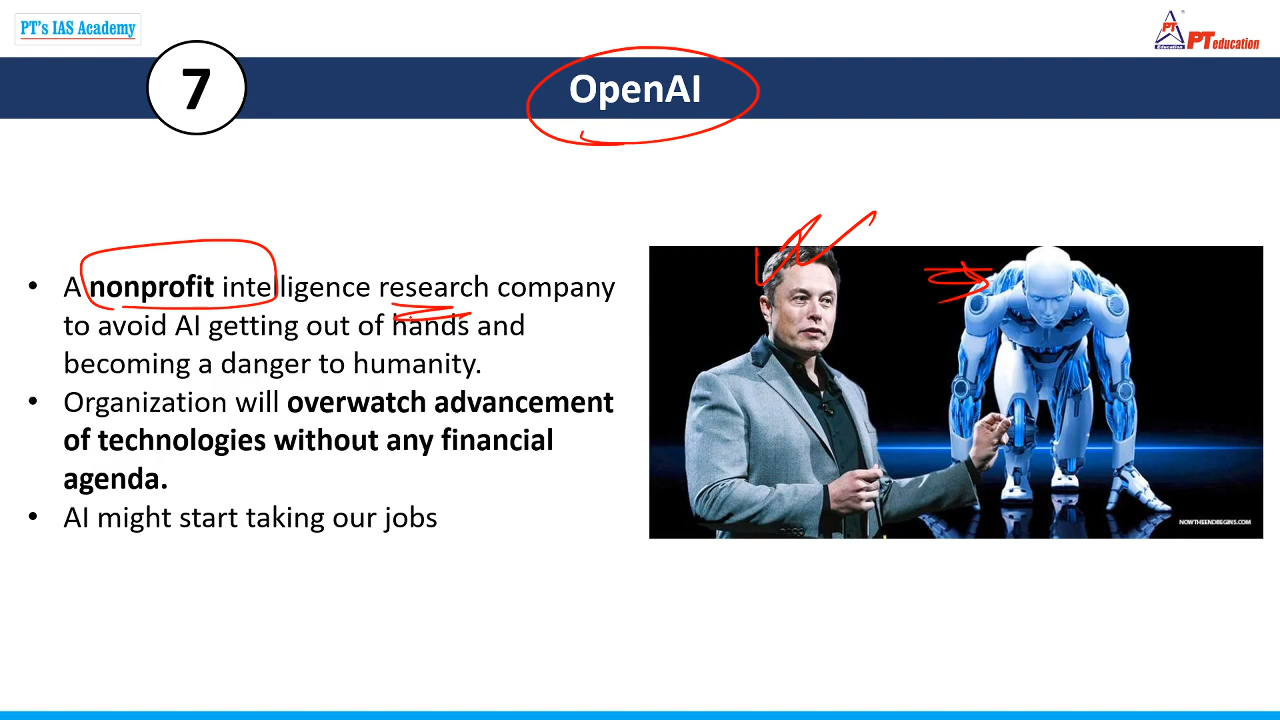 PT's IAS Academy
PT
Education
PT education
7
OpenAI
• A nonprofit intelligence research company
to avoid AI getting out of hands and
becoming a danger to humanity.
• Organization will overwatch advancement
of technologies without any financial
agenda.
• AI might start taking our jobs
NOWTHEENDBEGINS.COM